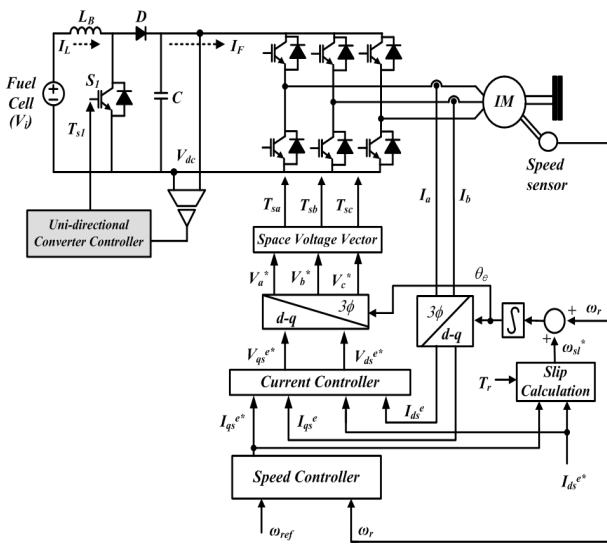 L_B
D
I_L
I_F
Fuel
Cell
(V_i)
S_1
T_s1
C
V_dc
IM
Speed
sensor
Uni-directional
Converter Controller
T_sa
T_sb
T_sc
I_a
I_b
Space Voltage Vector
V_a*
V_b*
V_c*
θ_e
3ϕ
d-q
3ϕ
d-q
∫
+
+
ω_r
ω_sl*
V_qs^e*
V_ds^e*
Current Controller
T_r
Slip
Calculation
I_qs^e*
I_qs^e
I_ds^e
Speed Controller
I_ds^e*
ω_ref
ω_r